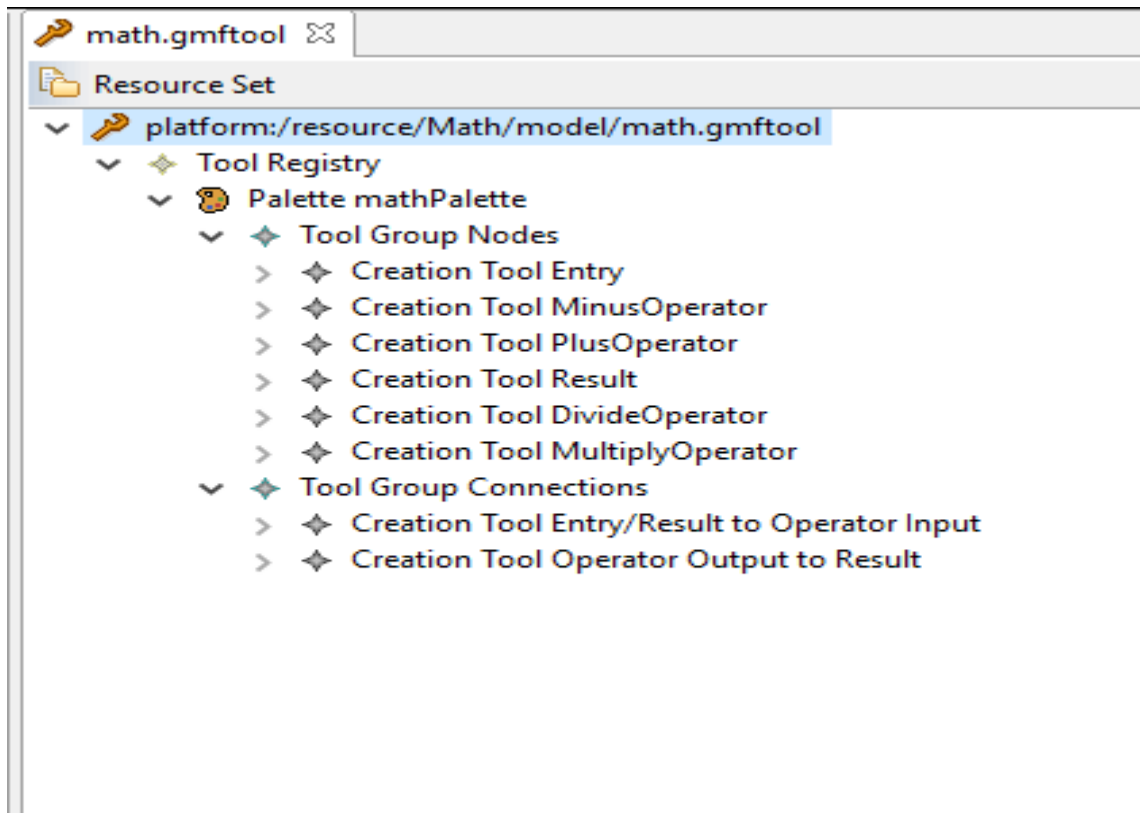 math.gmftool
Resource Set
platform:/resource/Math/model/math.gmftool
Tool Registry
Palette mathPalette
Tool Group Nodes
Creation Tool Entry
Creation Tool MinusOperator
Creation Tool PlusOperator
Creation Tool Result
Creation Tool DivideOperator
Creation Tool MultiplyOperator
Tool Group Connections
Creation Tool Entry/Result to Operator Input
Creation Tool Operator Output to Result